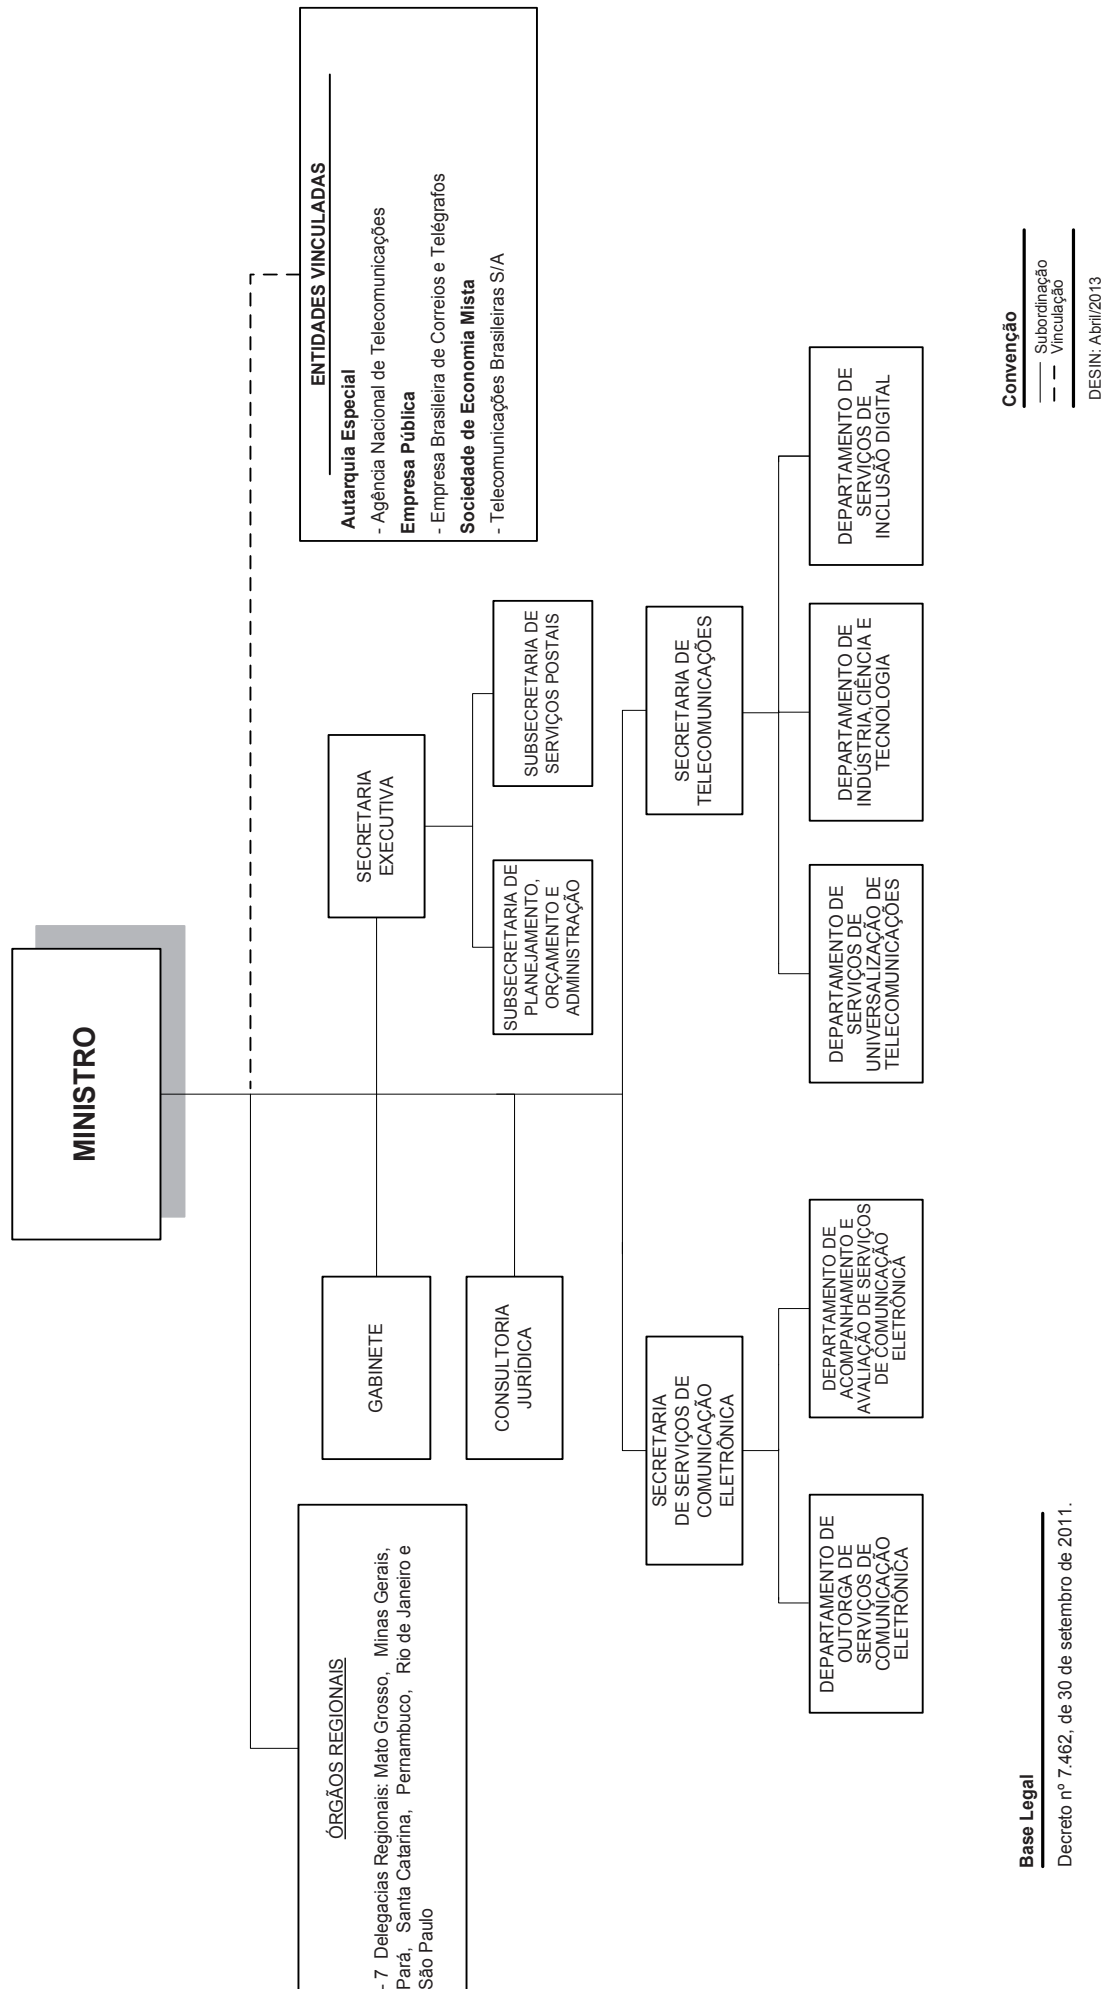 MINISTRO
ÓRGÃOS REGIONAIS
- 7 Delegacias Regionais: Mato Grosso, Minas Gerais,
Pará, Santa Catarina, Pernambuco, Rio de Janeiro e
São Paulo
GABINETE
CONSULTORIA
JURÍDICA
SECRETARIA
EXECUTIVA
SUBSECRETARIA DE
PLANEJAMENTO,
ORÇAMENTO E
ADMINISTRAÇÃO
SUBSECRETARIA DE
SERVIÇOS POSTAIS
ENTIDADES VINCULADAS
Autarquia Especial
- Agência Nacional de Telecomunicações
Empresa Pública
- Empresa Brasileira de Correios e Telégrafos
Sociedade de Economia Mista
- Telecomunicações Brasileiras S/A
SECRETARIA
DE SERVIÇOS DE
COMUNICAÇÃO
ELETRÔNICA
SECRETARIA DE
TELECOMUNICAÇÕES
DEPARTAMENTO DE
OUTORGA DE
SERVIÇOS DE
COMUNICAÇÃO
ELETRÔNICA
DEPARTAMENTO DE
ACOMPANHAMENTO E
AVALIAÇÃO DE SERVIÇOS
DE COMUNICAÇÃO
ELETRÔNICA
DEPARTAMENTO DE
SERVIÇOS DE
UNIVERSALIZAÇÃO DE
TELECOMUNICAÇÕES
DEPARTAMENTO DE
INDÚSTRIA,CIÊNCIA E
TECNOLOGIA
DEPARTAMENTO DE
SERVIÇOS DE
INCLUSÃO DIGITAL
Base Legal
Decreto nº 7.462, de 30 de setembro de 2011.
Convenção
Subordinação
Vinculação
DESIN: Abril/2013